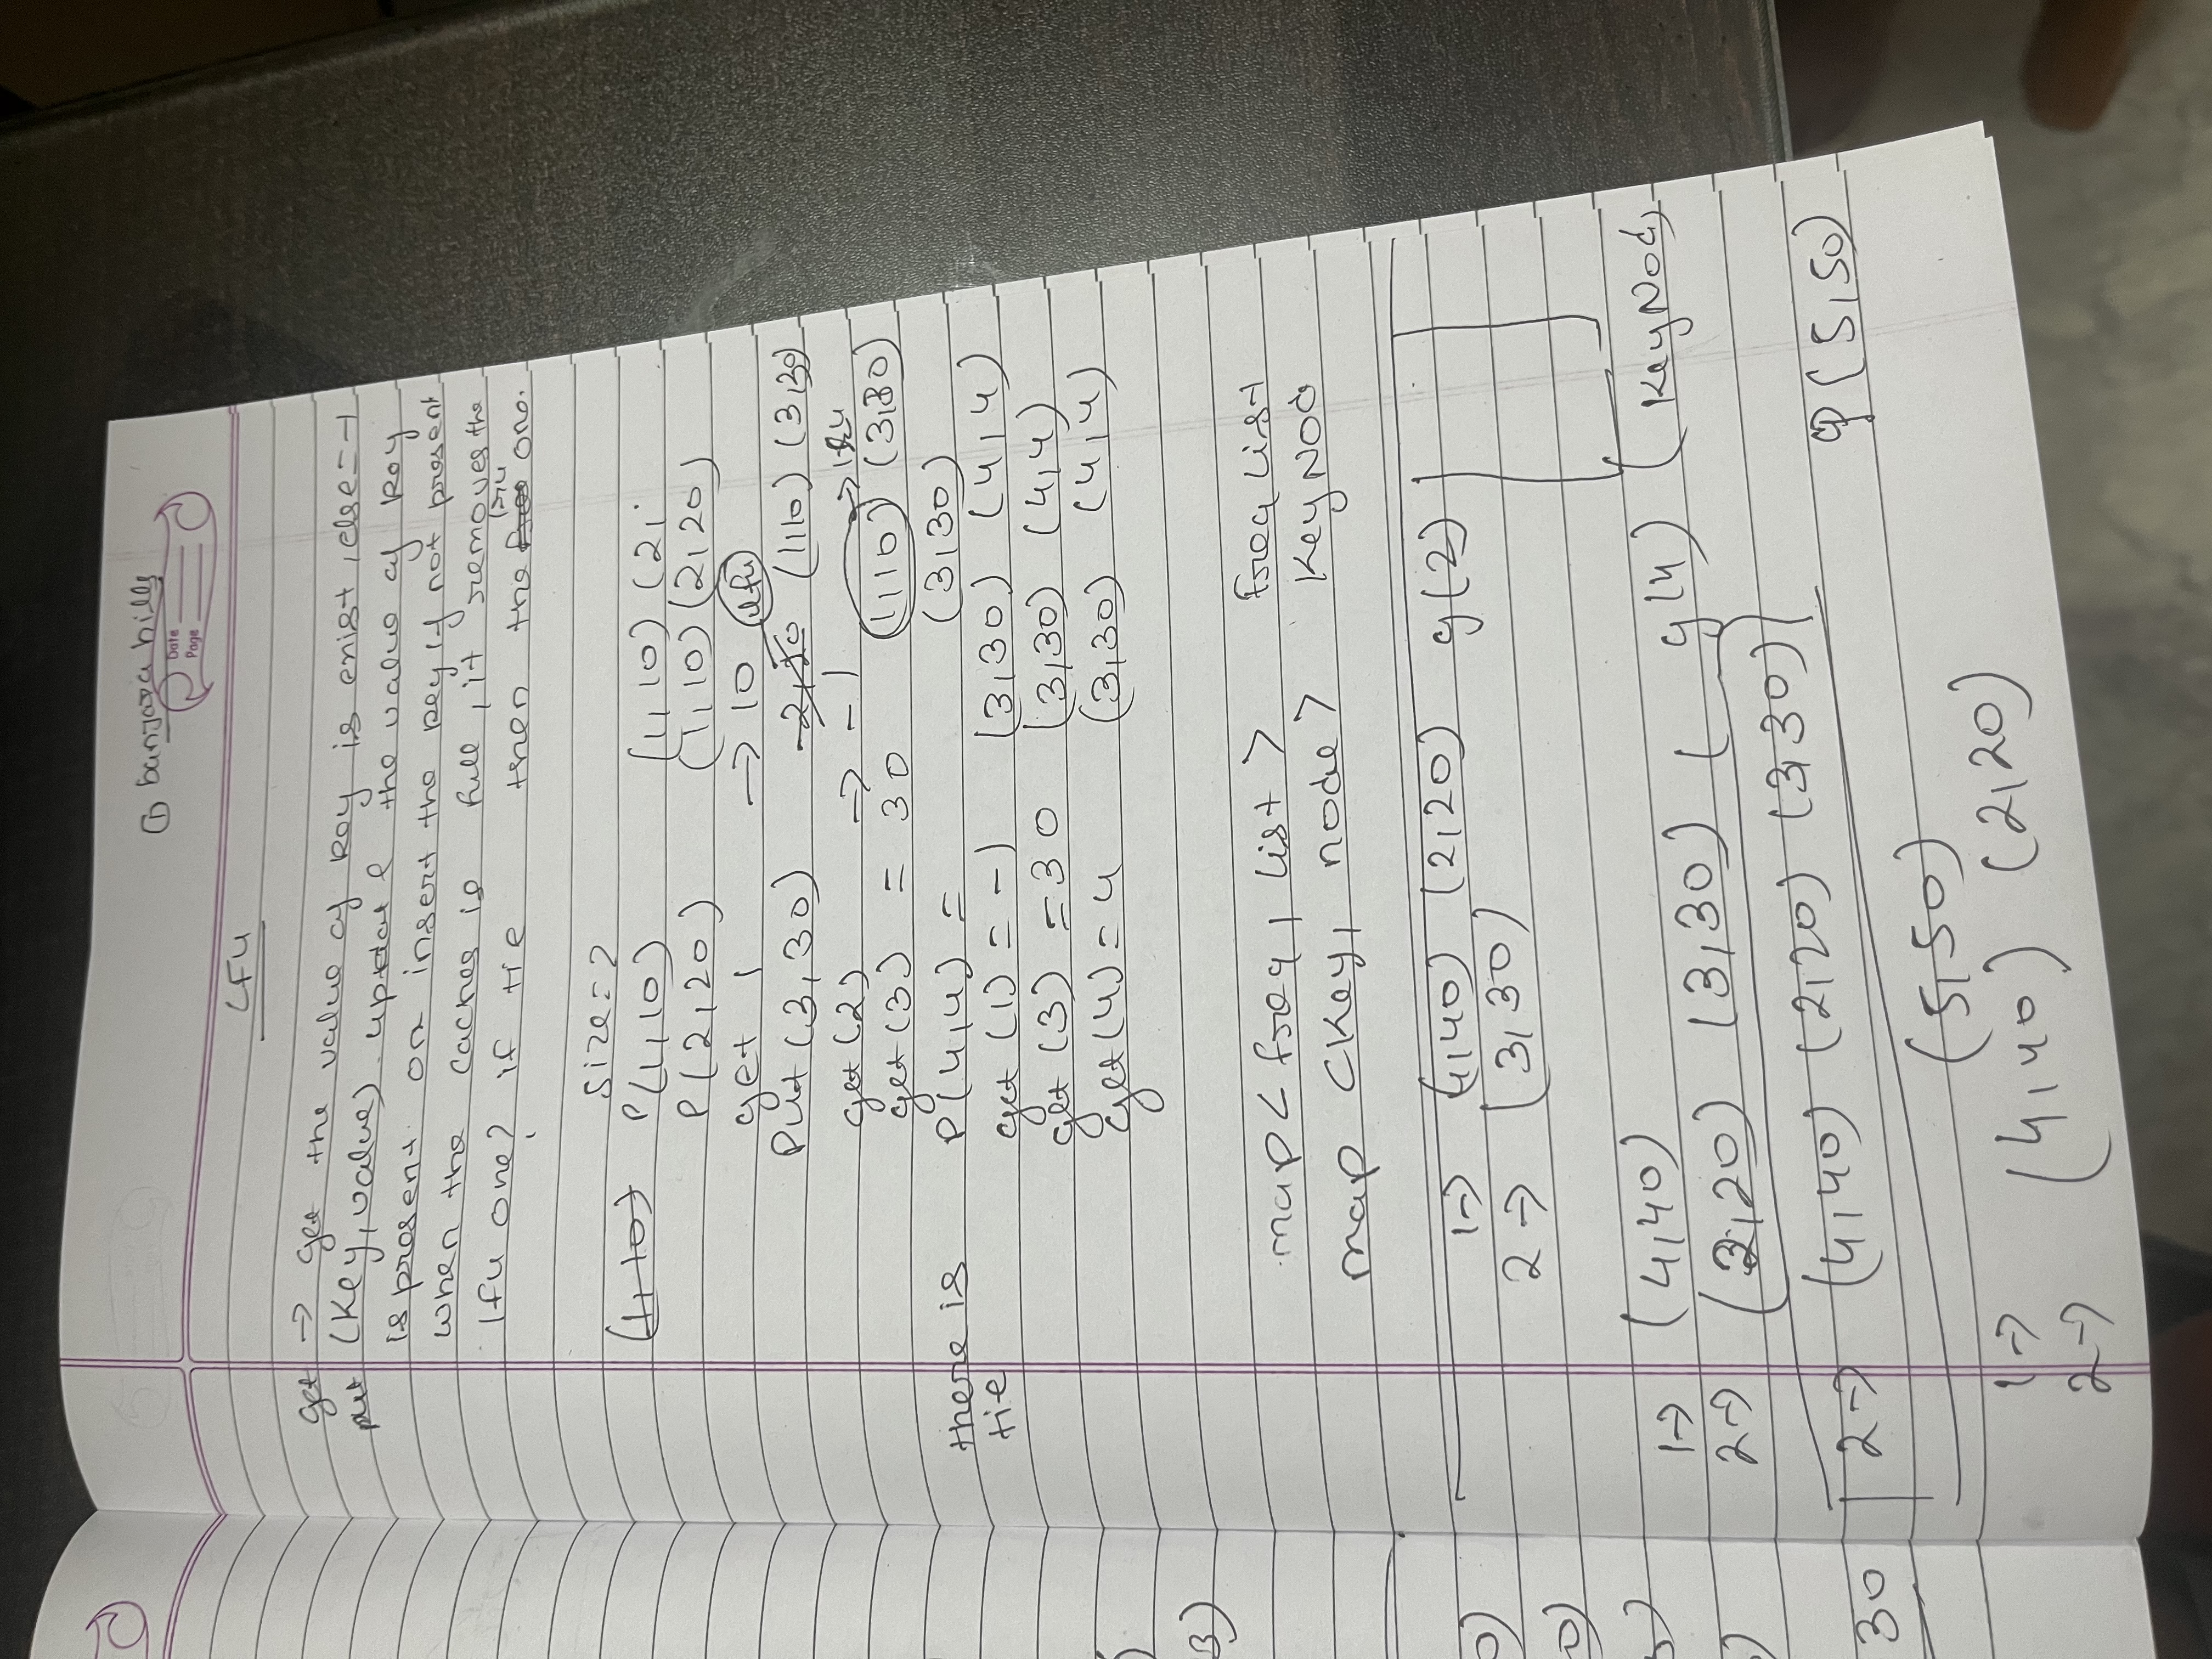 ① banjara hills
Date
Page
LFU
get → get the value of key is exist, else = -1
put (Key, value) update the value of key
is present or insert the key if not present
when the caches is full, it removes the
lfu one? if tie then the lru one.
size = 2
(1, 10) P(1, 10) (1, 10) (2,
P(2, 20) (1, 10) (2, 20)
get 1 → 10 lfu
Put (3, 30) 2, 20 (1, 10) (3, 30)
get (2) → -1 → lru
get (3) = 30 (1, 10) (3, 30)
there is P(4, 4) = (3, 30)
tie get (1) = -1 (3, 30) (4, 4)
get (3) = 30 (3, 30) (4, 4)
get (4) = 4 (3, 30) (4, 4)
3)
map < freq, list > freq list
map < Key, node > Key Nod
1 → (4, 40) (2, 20) g(2)
0)
2 → (3, 30)
0)
1 → (4, 40) (Key Nod,
2 → (2, 20) (3, 30) ( g(4)
30 2 → (4, 40) (2, 20) (3, 30) P(5, 50)
(5, 50)
1 →
2 → (4, 40) (2, 20)